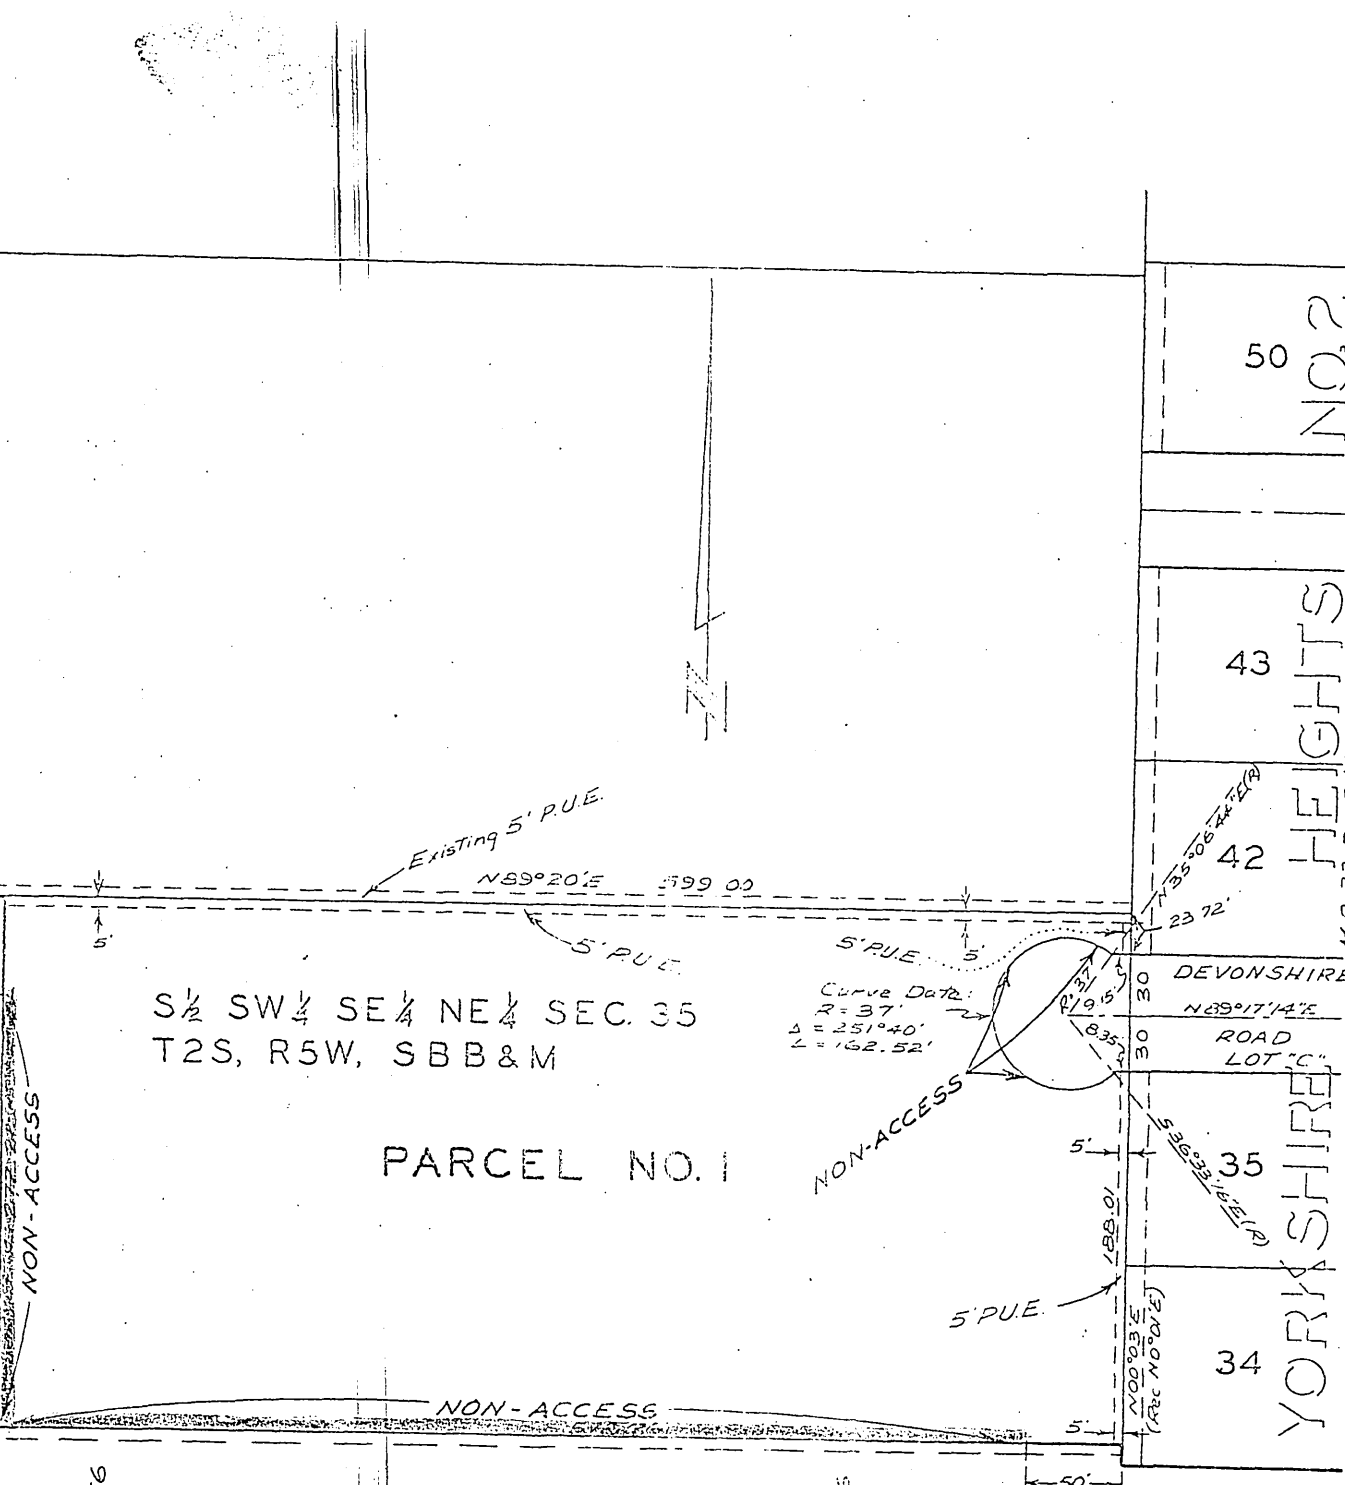 50
NO. 2
43
HEIGHTS
N35°06'44"E(R)
42
Existing 5' P.U.E.
N89°20'E 599.00
23.72'
5'
5' P.U.E.
5' P.U.E.
5'
DEVONSHIRE
30
N89°17'14"E
30
ROAD
LOT "C"
Curve Data:
R = 37'
Δ = 251°40'
L = 162.52'
R=37'
9.15'
8.35'
S½ SW¼ SE¼ NE¼ SEC. 35
T2S, R5W, SBB&M
NON-ACCESS
NON-ACCESS
PARCEL NO. 1
5'
35
S36°33'16"E(R)
188.01
YORKSHIRE
5' P.U.E.
N00°03'E
(Rec N0°01'E)
34
NON-ACCESS
5'
50'
N